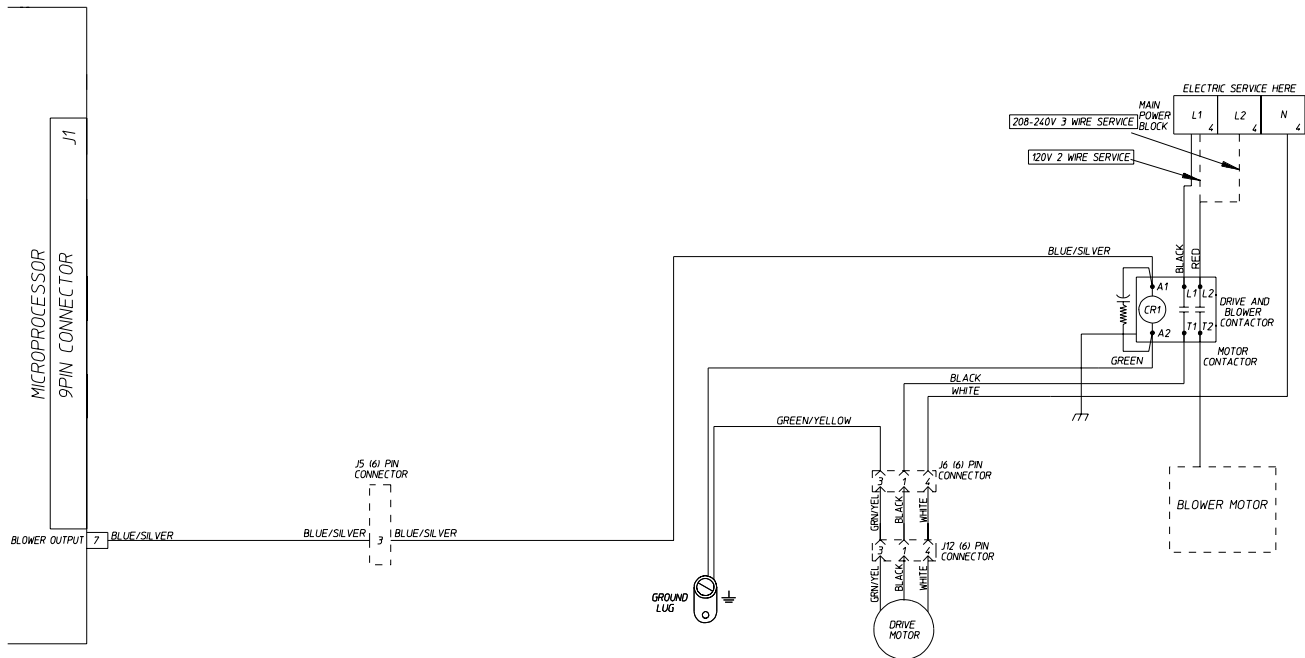 ELECTRIC SERVICE HERE
MAIN
POWER
BLOCK
L1
4
L2
4
N
4
208-240V 3 WIRE SERVICE
120V 2 WIRE SERVICE
J1
MICROPROCESSOR
9PIN CONNECTOR
BLACK
RED
BLUE/SILVER
A1
L1
L2
CR1
DRIVE AND
BLOWER
CONTACTOR
A2
T1
T2
MOTOR
CONTACTOR
GREEN
BLACK
WHITE
GREEN/YELLOW
J5 (6) PIN
CONNECTOR
J6 (6) PIN
CONNECTOR
3
1
4
GRN/YEL
BLACK
WHITE
BLOWER MOTOR
BLOWER OUTPUT
7
BLUE/SILVER
BLUE/SILVER
3
BLUE/SILVER
J12 (6) PIN
CONNECTOR
3
1
4
GRN/YEL
BLACK
WHITE
GROUND
LUG
DRIVE
MOTOR